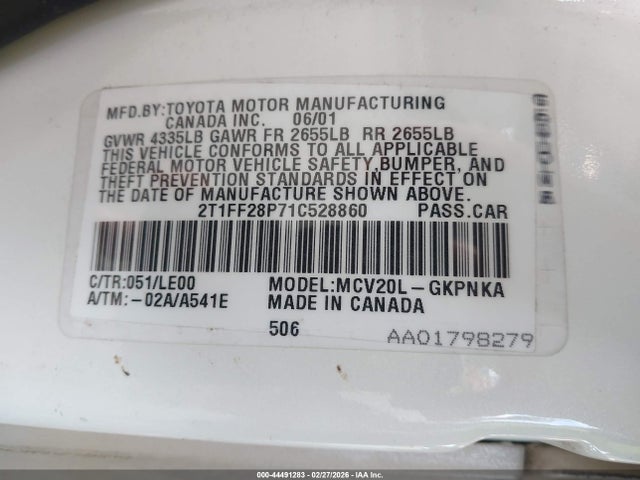 MFD.BY:TOYOTA MOTOR MANUFACTURING
CANADA INC. 06/01
GVWR 4335LB GAWR FR 2655LB RR 2655LB
THIS VEHICLE CONFORMS TO ALL APPLICABLE
FEDERAL MOTOR VEHICLE SAFETY,BUMPER, AND
THEFT PREVENTION STANDARDS IN EFFECT ON
THE DATE OF MANUFACTURE SHOWN ABOVE.
2T1FF28P71C528860 PASS.CAR
C/TR:051/LE00 MODEL:MCV20L-GKPNKA
A/TM:-02A/A541E MADE IN CANADA
506
AA01798279
000-44491283 - 02/27/2026 - IAA Inc.